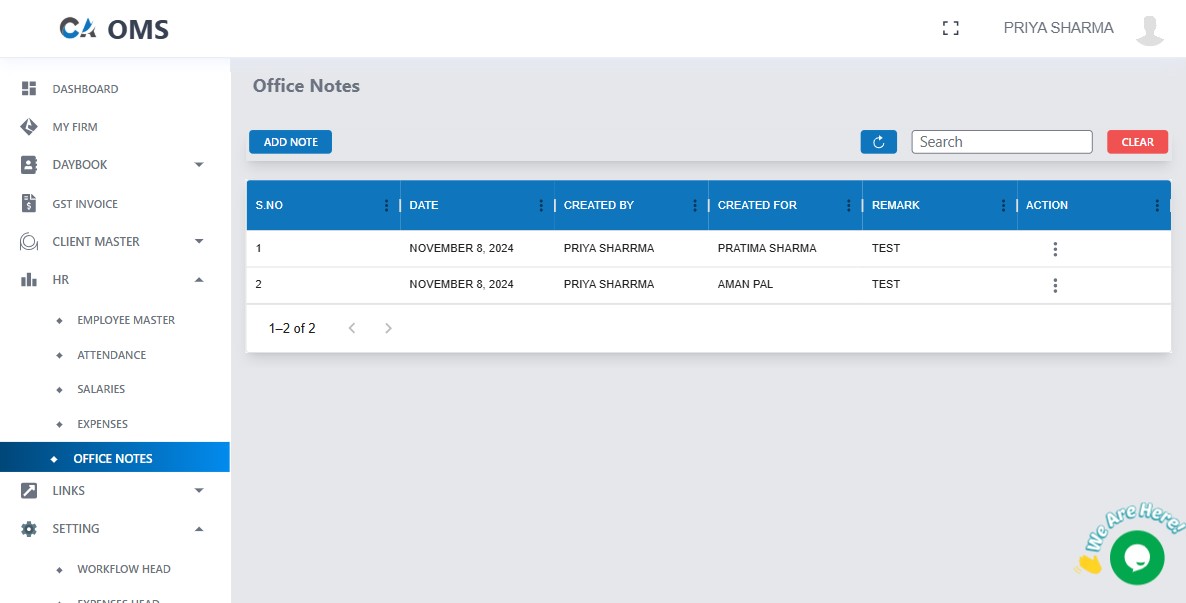 CA OMS
PRIYA SHARMA
DASHBOARD
MY FIRM
DAYBOOK
GST INVOICE
CLIENT MASTER
HR
EMPLOYEE MASTER
ATTENDANCE
SALARIES
EXPENSES
OFFICE NOTES
LINKS
SETTING
WORKFLOW HEAD
EXPENSES HEAD
Office Notes
ADD NOTE
Search
CLEAR
S.NO DATE CREATED BY CREATED FOR REMARK ACTION
1 NOVEMBER 8, 2024 PRIYA SHARRMA PRATIMA SHARMA TEST
2 NOVEMBER 8, 2024 PRIYA SHARRMA AMAN PAL TEST
1–2 of 2
We Are Here!